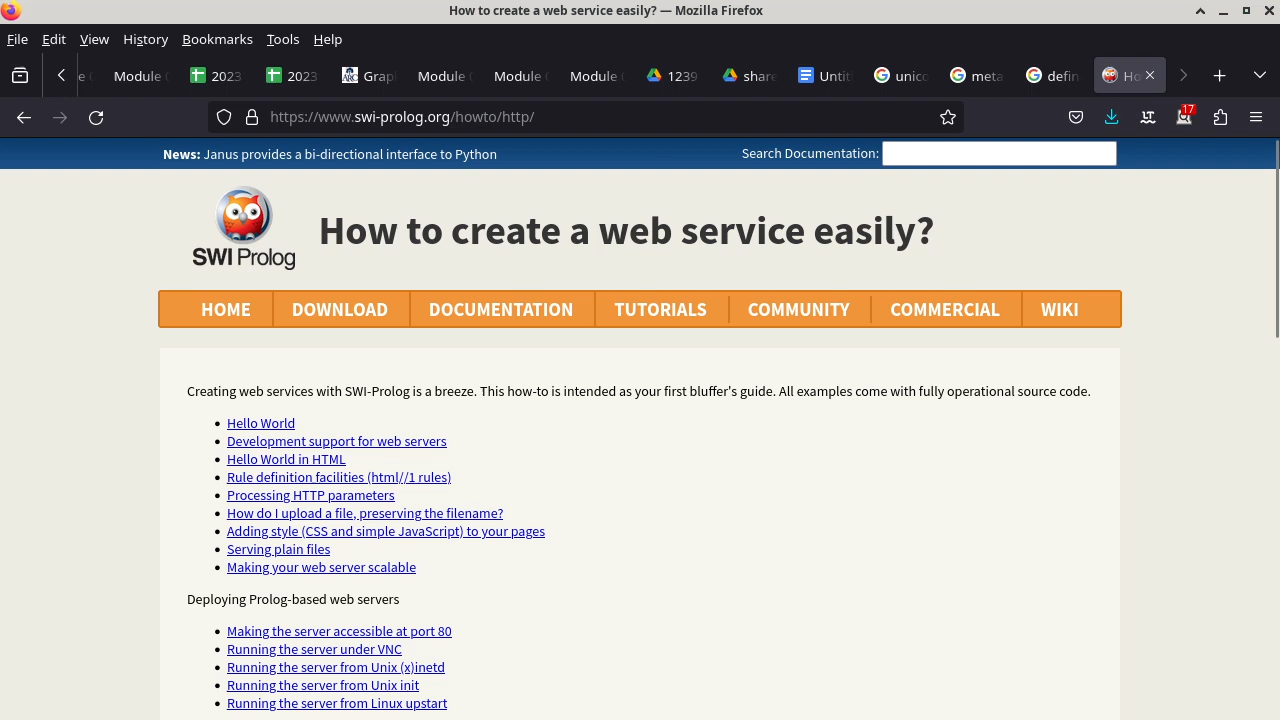 How to create a web service easily? — Mozilla Firefox
File Edit View History Bookmarks Tools Help
Module 2023 2023 Grap Module Module Module 1239 share Unti unico meta defin Ho
17
https://www.swi-prolog.org/howto/http/
News: Janus provides a bi-directional interface to Python
Search Documentation:
SWI Prolog
How to create a web service easily?
HOME DOWNLOAD DOCUMENTATION TUTORIALS COMMUNITY COMMERCIAL WIKI
Creating web services with SWI-Prolog is a breeze. This how-to is intended as your first bluffer's guide. All examples come with fully operational source code.
• Hello World
• Development support for web servers
• Hello World in HTML
• Rule definition facilities (html//1 rules)
• Processing HTTP parameters
• How do I upload a file, preserving the filename?
• Adding style (CSS and simple JavaScript) to your pages
• Serving plain files
• Making your web server scalable
Deploying Prolog-based web servers
• Making the server accessible at port 80
• Running the server under VNC
• Running the server from Unix (x)inetd
• Running the server from Unix init
• Running the server from Linux upstart